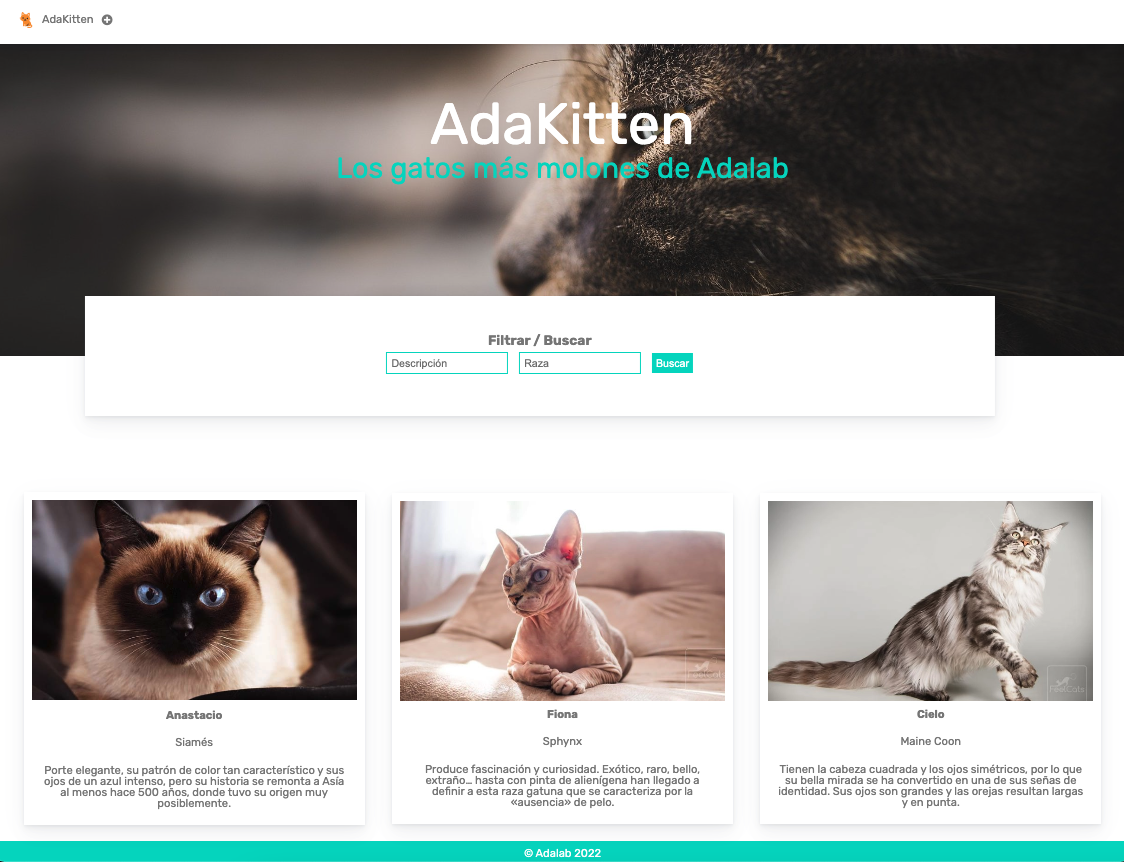 AdaKitten
AdaKitten
Los gatos más molones de Adalab
Filtrar / Buscar
Descripción
Raza
Buscar
Anastacio
Siamés
Porte elegante, su patrón de color tan característico y sus
ojos de un azul intenso, pero su historia se remonta a Asía
al menos hace 500 años, donde tuvo su origen muy
posiblemente.
Fiona
Sphynx
Produce fascinación y curiosidad. Exótico, raro, bello,
extraño… hasta con pinta de alienígena han llegado a
definir a esta raza gatuna que se caracteriza por la
«ausencia» de pelo.
Cielo
Maine Coon
Tienen la cabeza cuadrada y los ojos simétricos, por lo que
su bella mirada se ha convertido en una de sus señas de
identidad. Sus ojos son grandes y las orejas resultan largas
y en punta.
FeelCats
© Adalab 2022